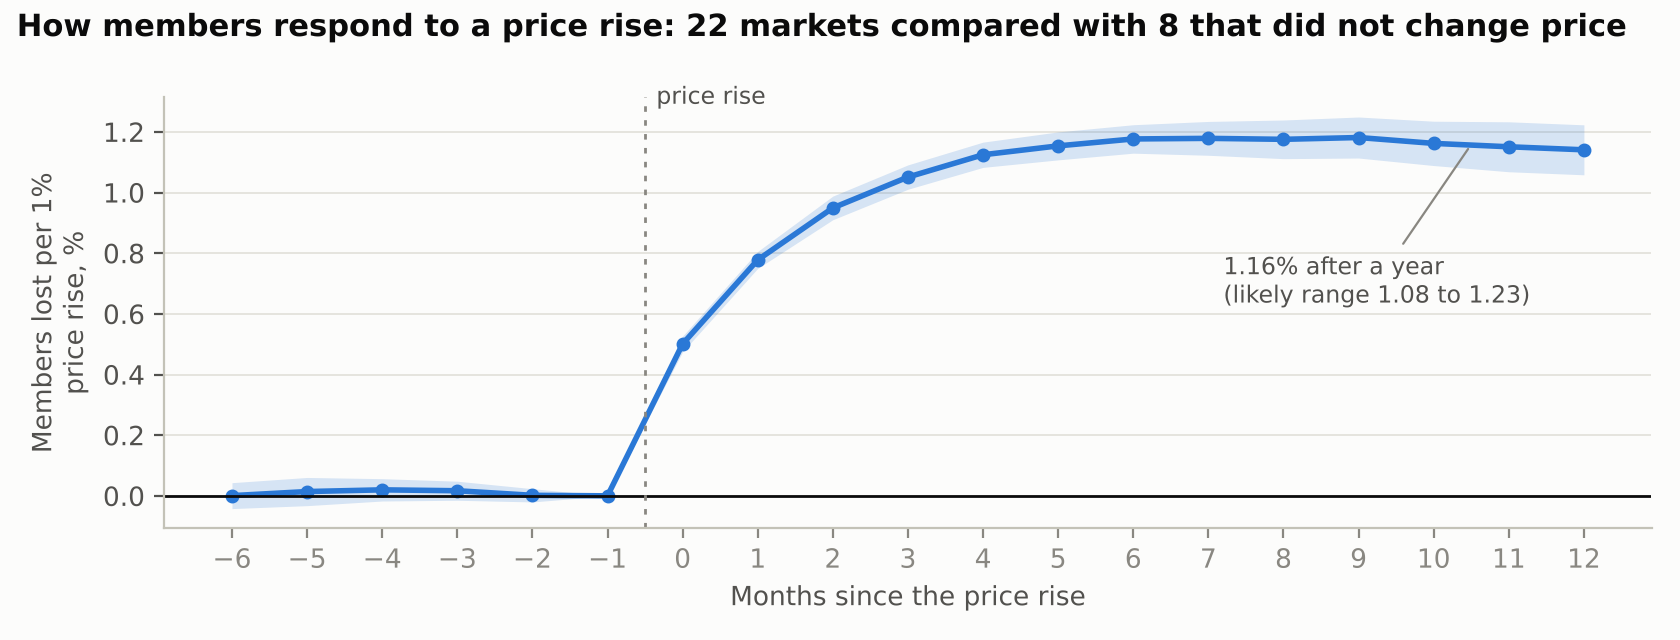 How members respond to a price rise: 22 markets compared with 8 that did not change price
price rise
Members lost per 1%
price rise, %
1.2
1.0
0.8
0.6
0.4
0.2
0.0
1.16% after a year
(likely range 1.08 to 1.23)
−6 −5 −4 −3 −2 −1 0 1 2 3 4 5 6 7 8 9 10 11 12
Months since the price rise